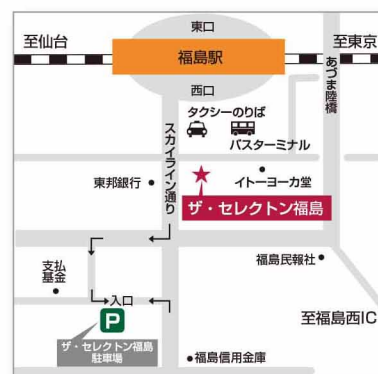 東口
至仙台
至東京
福島駅
西口
あづま陸橋
タクシーのりば
バスターミナル
スカイライン通り
東邦銀行
イトーヨーカ堂
ザ・セレクトン福島
福島民報社
支払
基金
入口
至福島西IC
P
ザ・セレクトン福島
駐車場
福島信用金庫